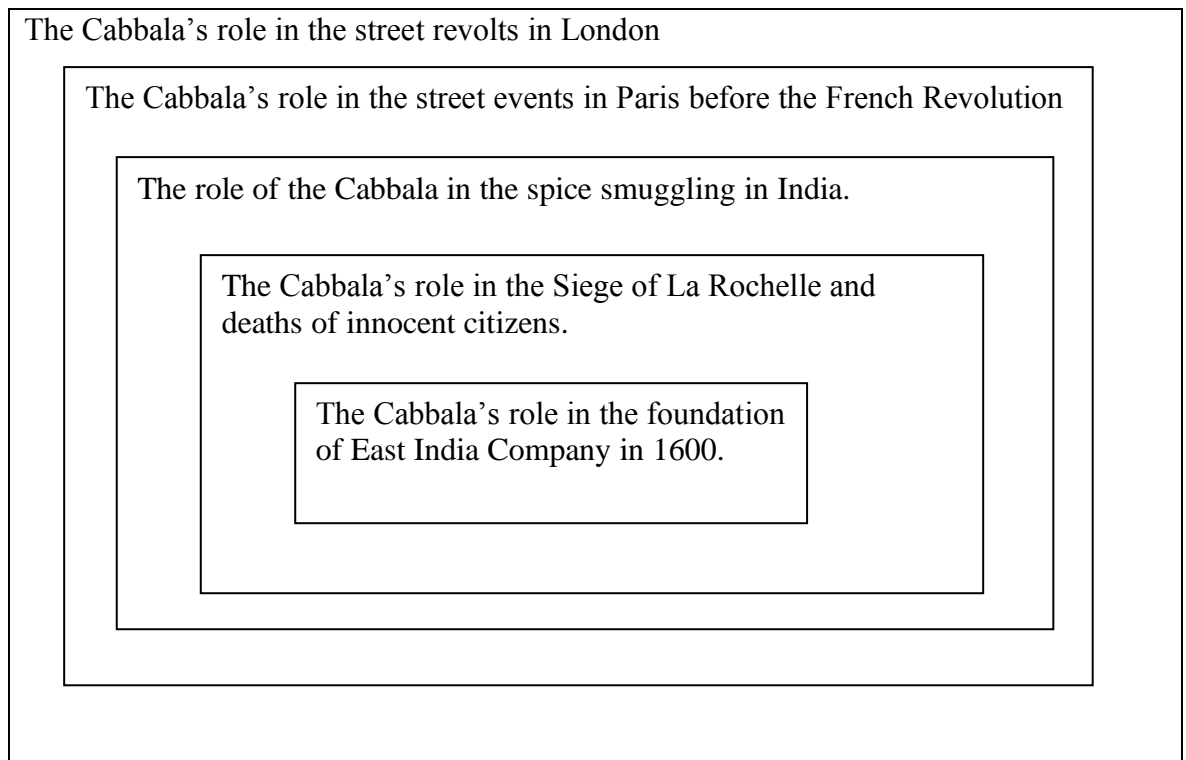 The Cabbala’s role in the street revolts in London
The Cabbala’s role in the street events in Paris before the French Revolution
The role of the Cabbala in the spice smuggling in India.
The Cabbala’s role in the Siege of La Rochelle and
deaths of innocent citizens.
The Cabbala’s role in the foundation
of East India Company in 1600.